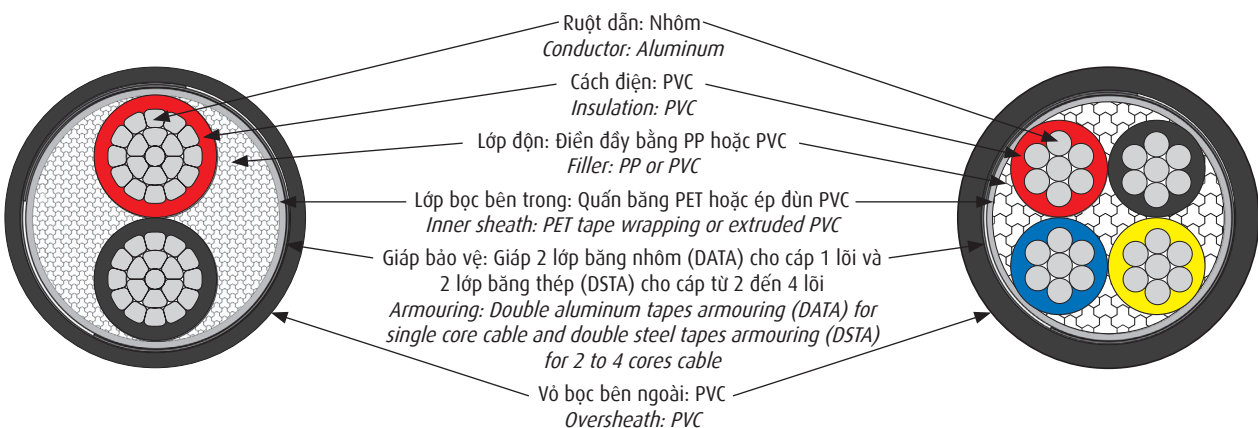 Ruột dẫn: Nhôm
Conductor: Aluminum
Cách điện: PVC
Insulation: PVC
Lớp độn: Điền đầy bằng PP hoặc PVC
Filler: PP or PVC
Lớp bọc bên trong: Quấn băng PET hoặc ép đùn PVC
Inner sheath: PET tape wrapping or extruded PVC
Giáp bảo vệ: Giáp 2 lớp băng nhôm (DATA) cho cáp 1 lõi và
2 lớp băng thép (DSTA) cho cáp từ 2 đến 4 lõi
Armouring: Double aluminum tapes armouring (DATA) for
single core cable and double steel tapes armouring (DSTA)
for 2 to 4 cores cable
Vỏ bọc bên ngoài: PVC
Oversheath: PVC